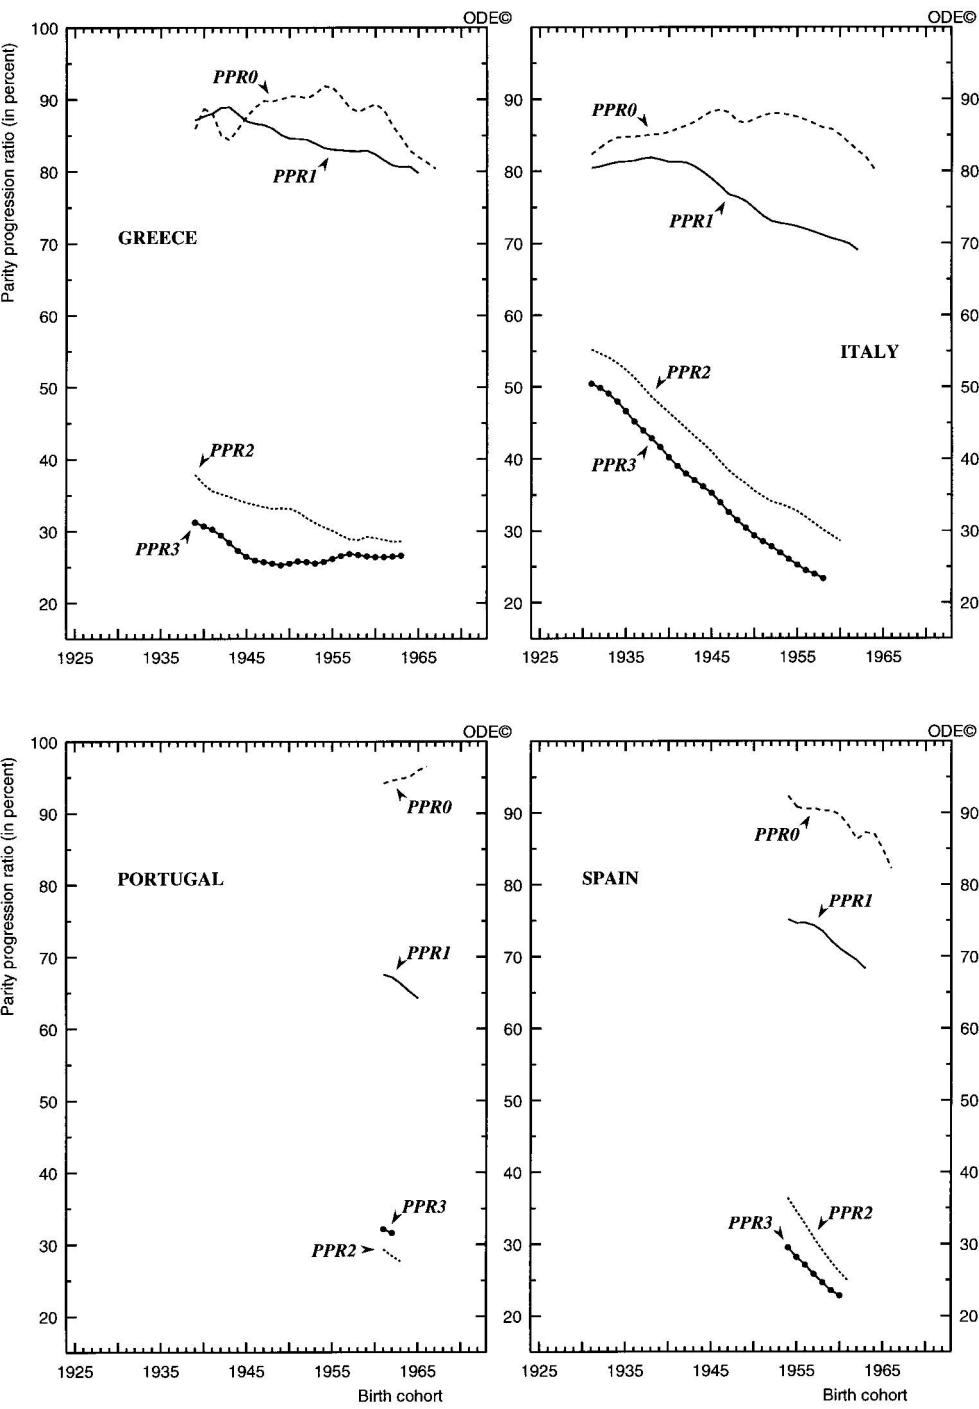 ODE©
ODE©
Parity progression ratio (in percent)
100
90
80
70
60
50
40
30
20
PPR0
PPR1
GREECE
PPR2
PPR3
1925
1935
1945
1955
1965
90
80
70
60
50
40
30
20
PPR0
PPR1
ITALY
PPR2
PPR3
90
80
70
60
50
40
30
20
1925
1935
1945
1955
1965
ODE©
ODE©
Parity progression ratio (in percent)
100
90
80
70
60
50
40
30
20
PPR0
PORTUGAL
PPR1
PPR3
PPR2
1925
1935
1945
1955
1965
Birth cohort
90
80
70
60
50
40
30
20
PPR0
SPAIN
PPR1
PPR3
PPR2
90
80
70
60
50
40
30
20
1925
1935
1945
1955
1965
Birth cohort